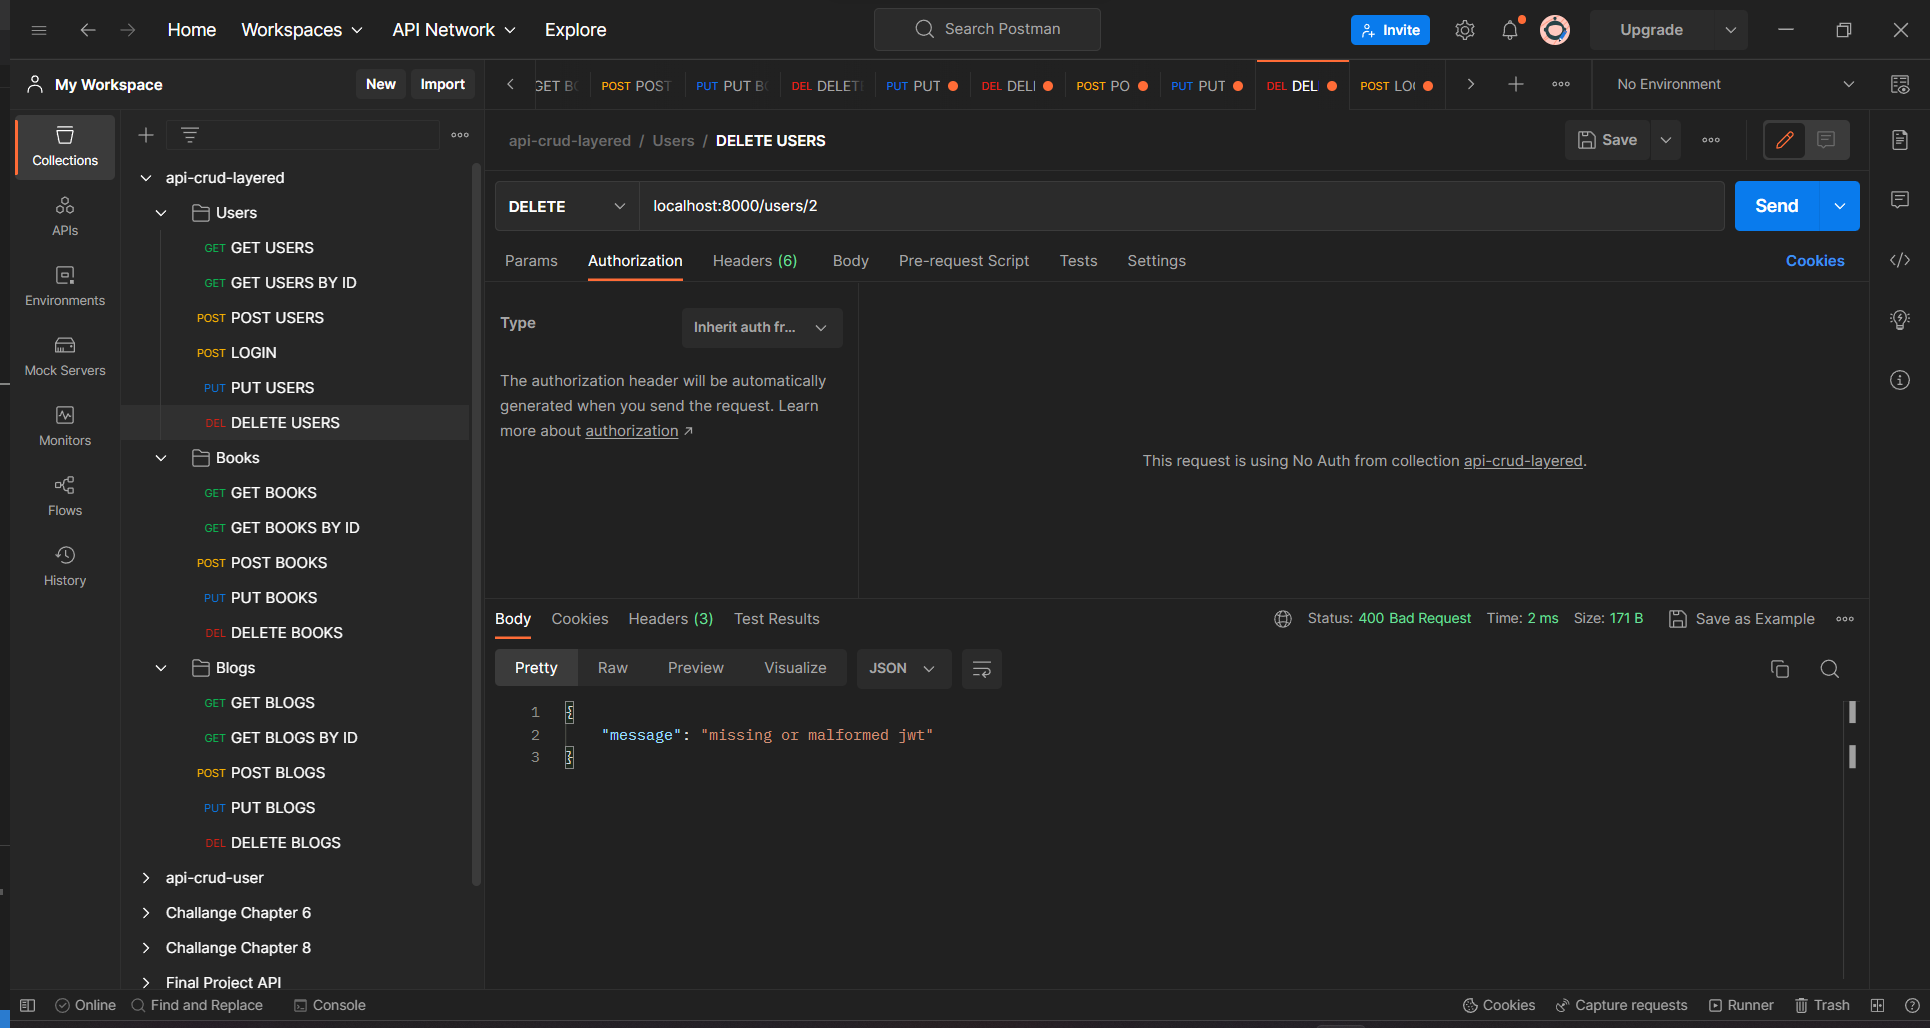 Home
Workspaces
API Network
Explore
Search Postman
Invite
Upgrade
My Workspace
New
Import
GET BO
POST POST
PUT PUT B
DEL DELET
PUT PUT
DEL DEL
POST PO
PUT PUT
DEL DEL
POST LO
No Environment
Collections
APIs
Environments
Mock Servers
Monitors
Flows
History
api-crud-layered
Users
GET GET USERS
GET GET USERS BY ID
POST POST USERS
POST LOGIN
PUT PUT USERS
DEL DELETE USERS
Books
GET GET BOOKS
GET GET BOOKS BY ID
POST POST BOOKS
PUT PUT BOOKS
DEL DELETE BOOKS
Blogs
GET GET BLOGS
GET GET BLOGS BY ID
POST POST BLOGS
PUT PUT BLOGS
DEL DELETE BLOGS
api-crud-user
Challange Chapter 6
Challange Chapter 8
Final Project API
api-crud-layered / Users / DELETE USERS
Save
DELETE
localhost:8000/users/2
Send
Params
Authorization
Headers (6)
Body
Pre-request Script
Tests
Settings
Cookies
Type
Inherit auth fr...
The authorization header will be automatically
generated when you send the request. Learn
more about authorization ↗
This request is using No Auth from collection api-crud-layered.
Body
Cookies
Headers (3)
Test Results
Status: 400 Bad Request
Time: 2 ms
Size: 171 B
Save as Example
Pretty
Raw
Preview
Visualize
JSON
1 {
2 "message": "missing or malformed jwt"
3 }
Online
Find and Replace
Console
Cookies
Capture requests
Runner
Trash